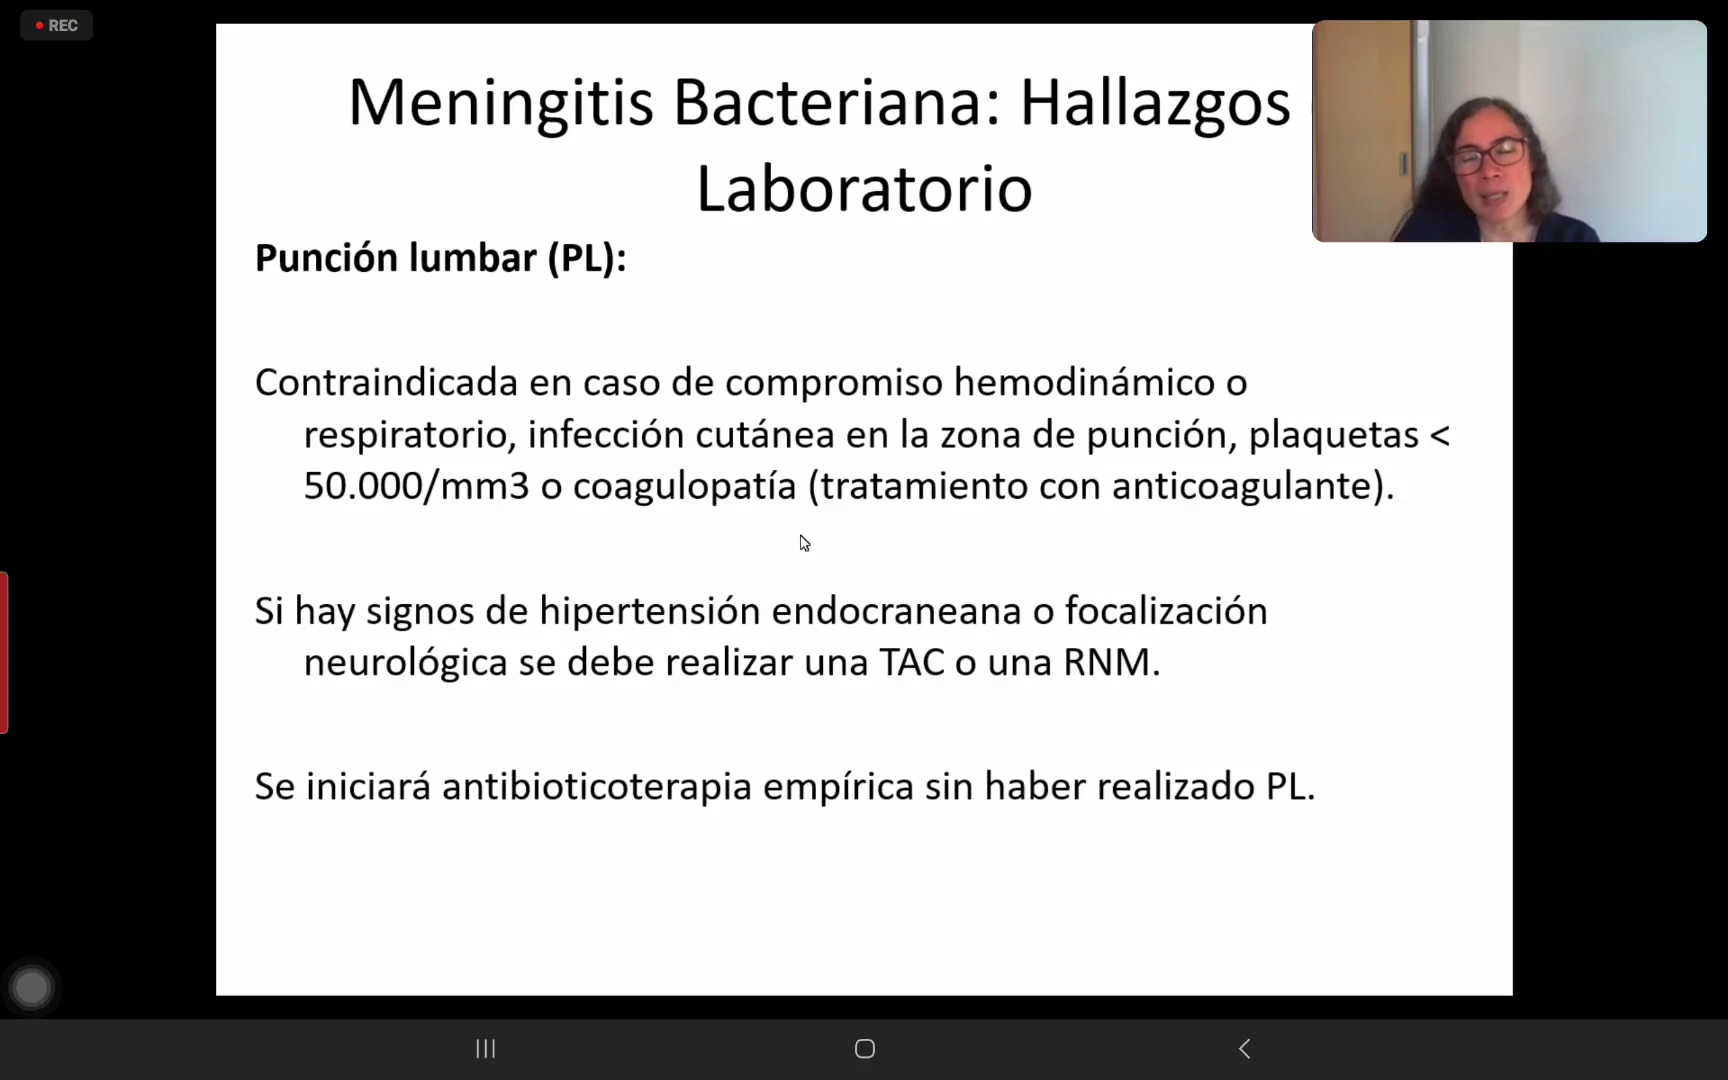 REC
Meningitis Bacteriana: Hallazgos
Laboratorio
Punción lumbar (PL):
Contraindicada en caso de compromiso hemodinámico o
respiratorio, infección cutánea en la zona de punción, plaquetas <
50.000/mm3 o coagulopatía (tratamiento con anticoagulante).
Si hay signos de hipertensión endocraneana o focalización
neurológica se debe realizar una TAC o una RNM.
Se iniciará antibioticoterapia empírica sin haber realizado PL.